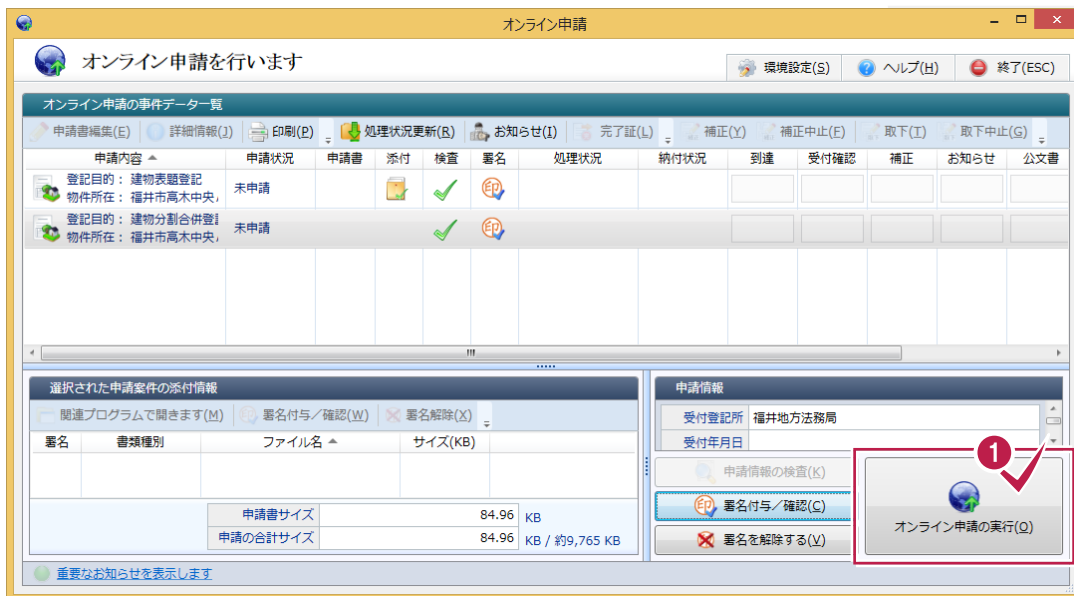 オンライン申請
オンライン申請を行います
環境設定(S) ヘルプ(H) 終了(ESC)
オンライン申請の事件データ一覧
申請書編集(E) 詳細情報(J) 印刷(P) 処理状況更新(R) お知らせ(I) 完了証(L) 補正(Y) 補正中止(F) 取下(T) 取下中止(G)
申請内容 申請状況 申請書 添付 検査 署名 処理状況 納付状況 到達 受付確認 補正 お知らせ 公文書
登記目的： 建物表題登記
物件所在： 福井市高木中央, 未申請 印
登記目的： 建物分割合併登
物件所在： 福井市高木中央, 未申請 印
選択された申請案件の添付情報
関連プログラムで開きます(M) 署名付与／確認(W) 署名解除(X)
署名 書類種別 ファイル名 サイズ(KB)
申請書サイズ 84.96 KB
申請の合計サイズ 84.96 KB / 約9,765 KB
申請情報
受付登記所 福井地方法務局
受付年月日
申請情報の検査(K)
印 署名付与／確認(C)
署名を解除する(V)
1
オンライン申請の実行(O)
重要なお知らせを表示します